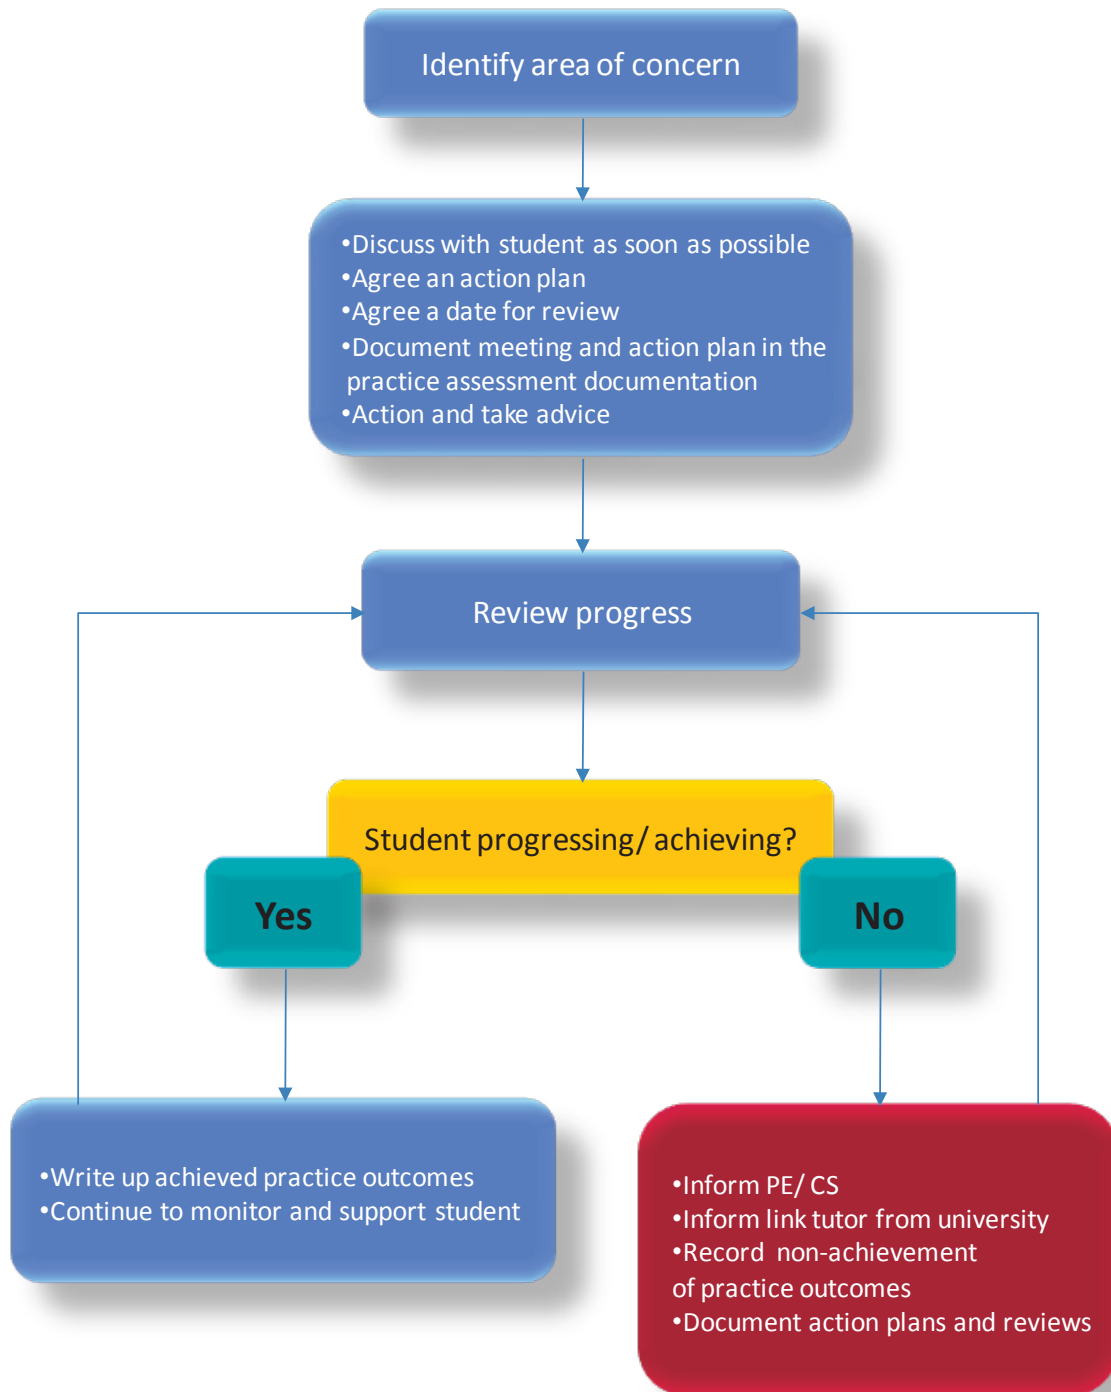 Identify area of concern
•Discuss with student as soon as possible
•Agree an action plan
•Agree a date for review
•Document meeting and action plan in the
practice assessment documentation
•Action and take advice
Review progress
Student progressing/ achieving?
Yes
No
•Write up achieved practice outcomes
•Continue to monitor and support student
•Inform PE/ CS
•Inform link tutor from university
•Record non-achievement
of practice outcomes
•Document action plans and reviews